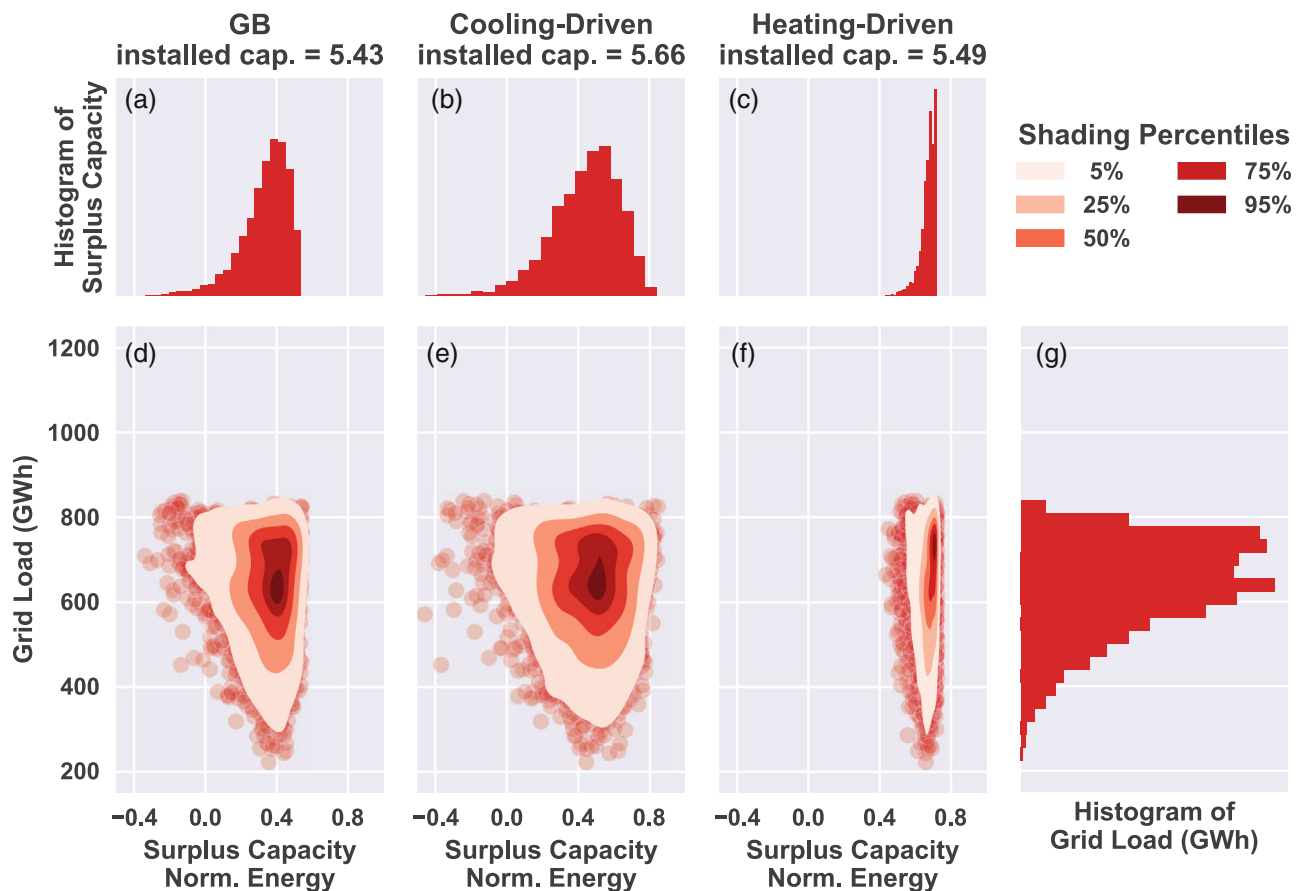 GB
installed cap. = 5.43
Cooling-Driven
installed cap. = 5.66
Heating-Driven
installed cap. = 5.49
Histogram of
Surplus Capacity
(a)
(b)
(c)
Shading Percentiles
5%
75%
25%
95%
50%
Grid Load (GWh)
1200
1000
800
600
400
200
(d)
(e)
(f)
(g)
−0.4 0.0 0.4 0.8
−0.4 0.0 0.4 0.8
−0.4 0.0 0.4 0.8
Surplus Capacity
Norm. Energy
Surplus Capacity
Norm. Energy
Surplus Capacity
Norm. Energy
Histogram of
Grid Load (GWh)